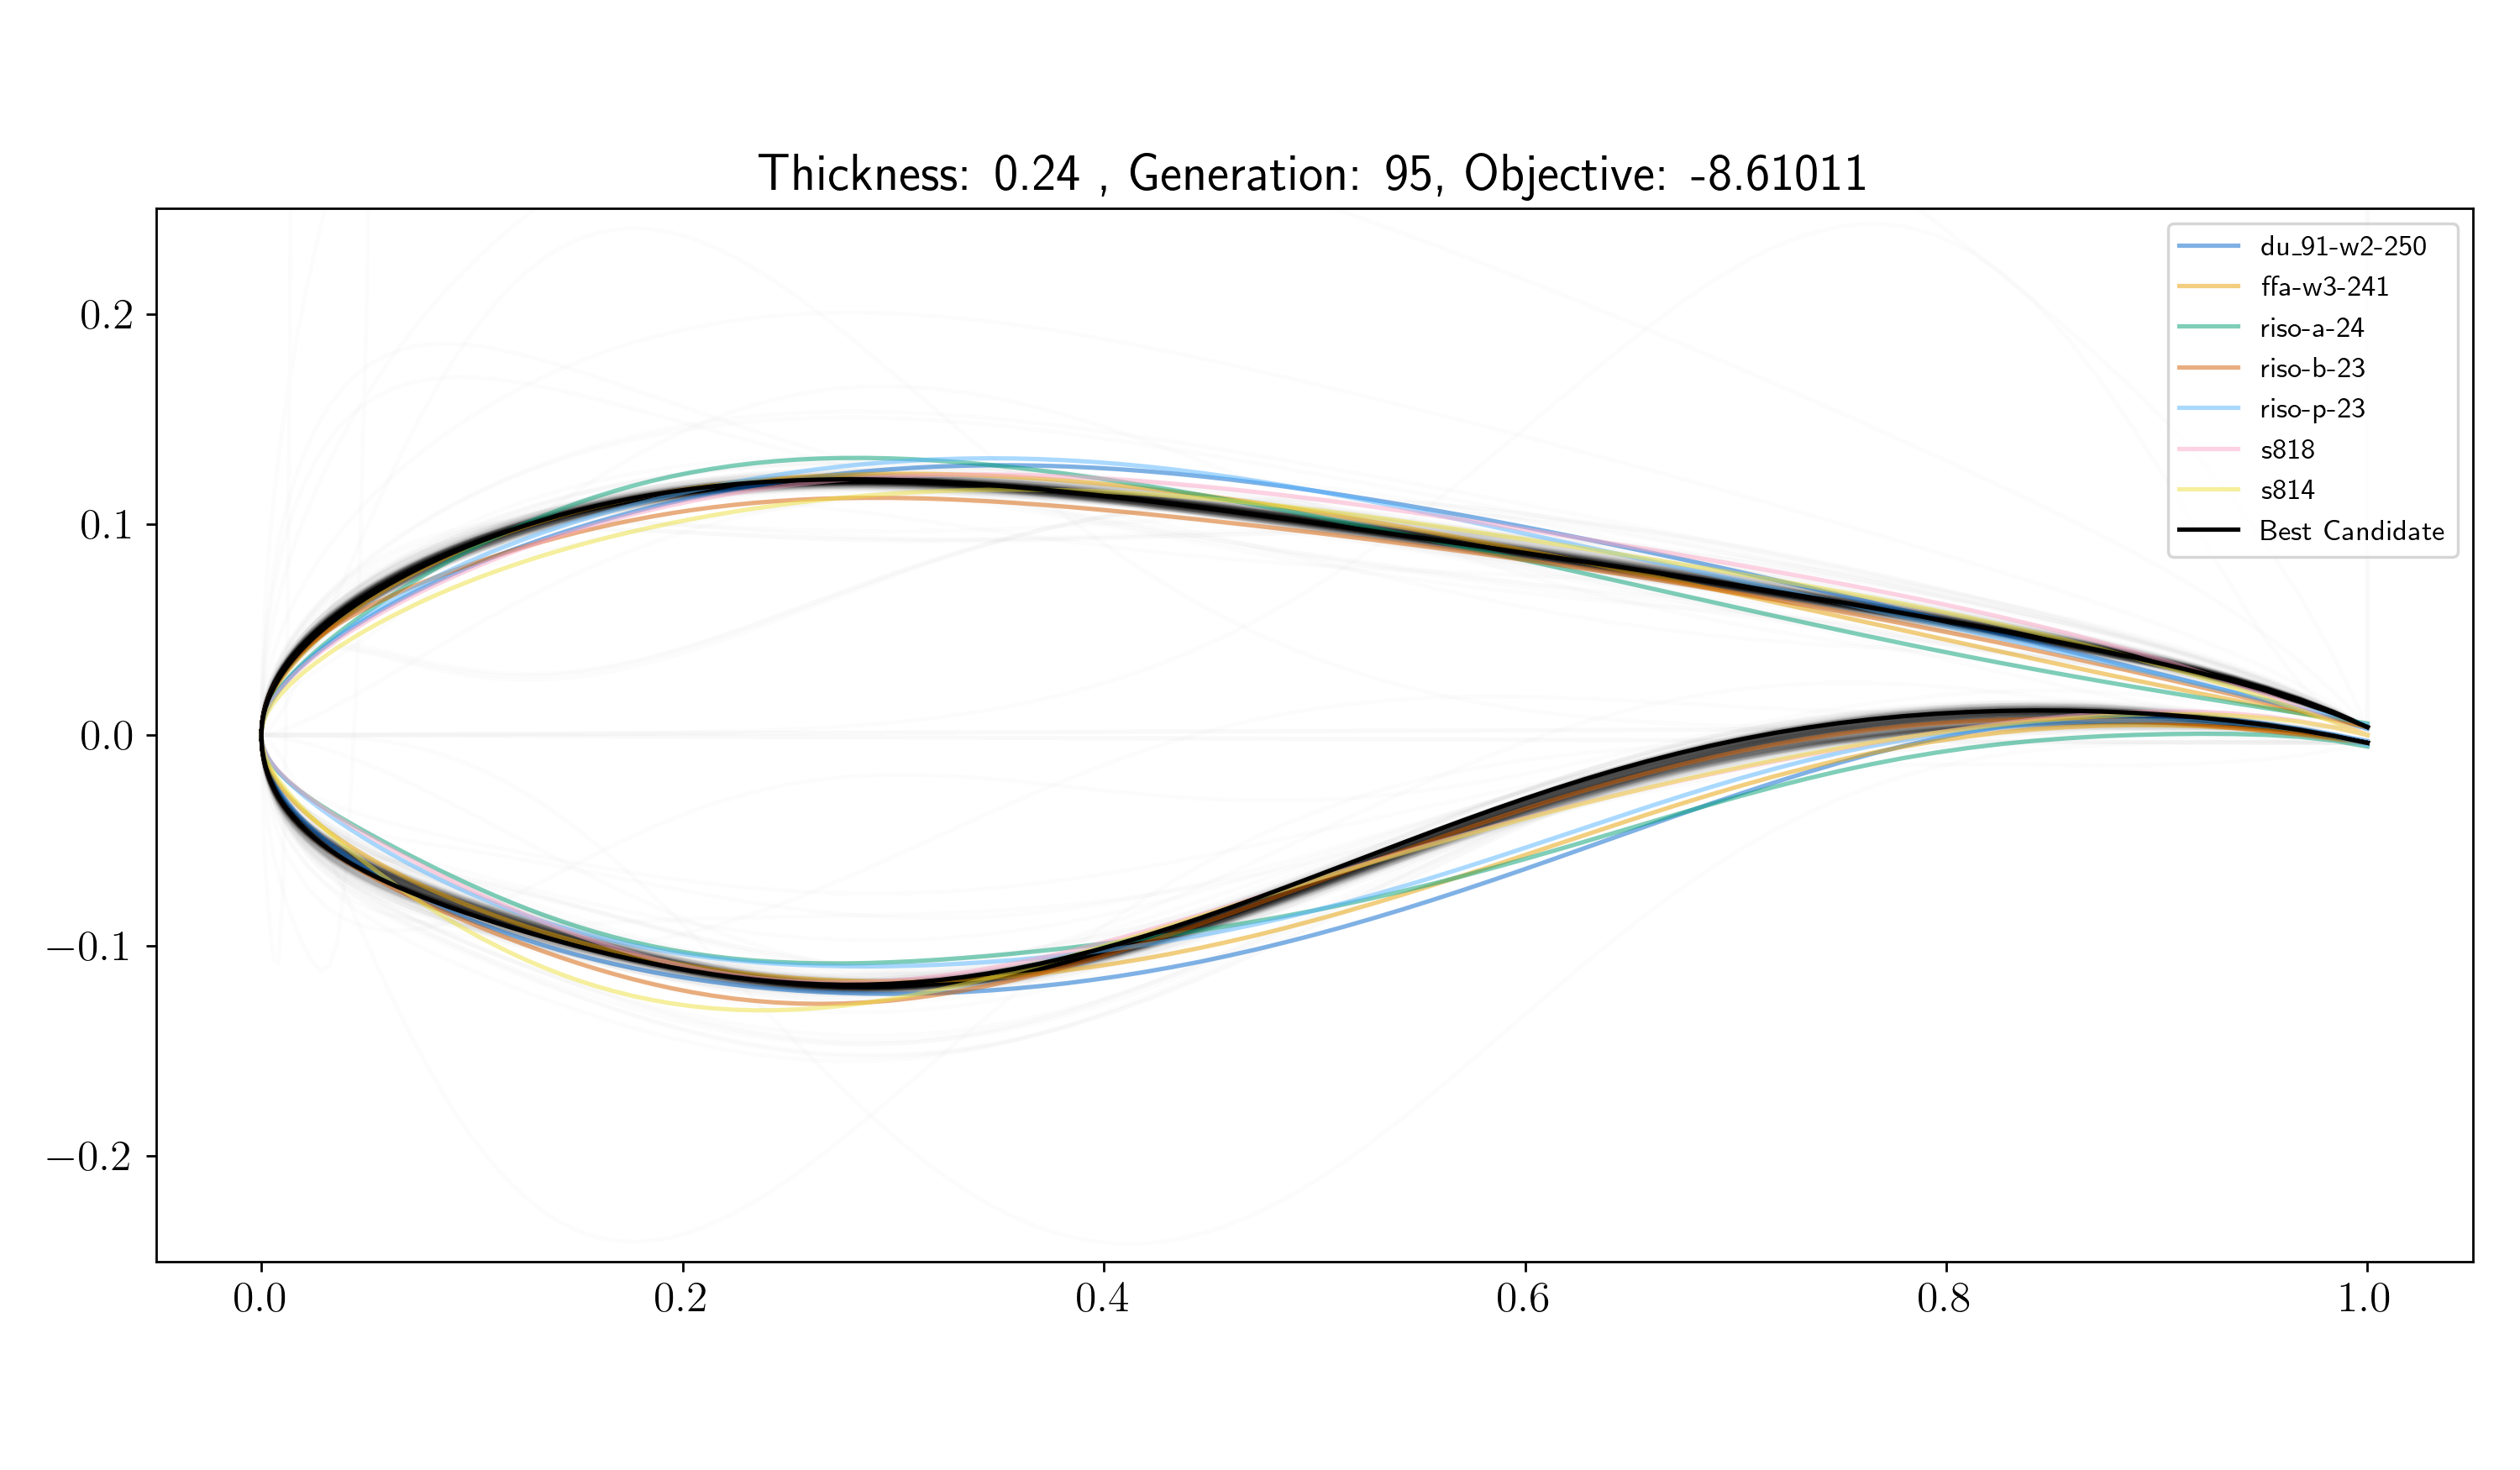 Thickness: 0.24 , Generation: 95, Objective: -8.61011
du_91-w2-250
ffa-w3-241
riso-a-24
riso-b-23
riso-p-23
s818
s814
Best Candidate
0.2
0.1
0.0
−0.1
−0.2
0.0 0.2 0.4 0.6 0.8 1.0